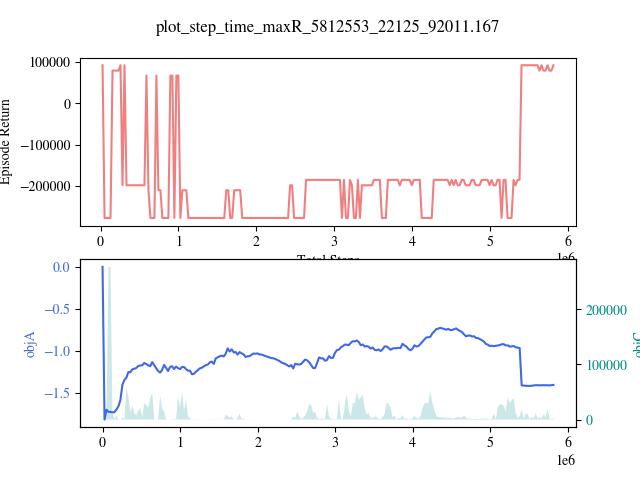 plot_step_time_maxR_5812553_22125_92011.167
Episode Return
100000
0
−100000
−200000
0 1 2 3 4 5 6
1e6
objA
0.0
−0.5
−1.0
−1.5
200000
100000
0
0 1 2 3 4 5 6
1e6